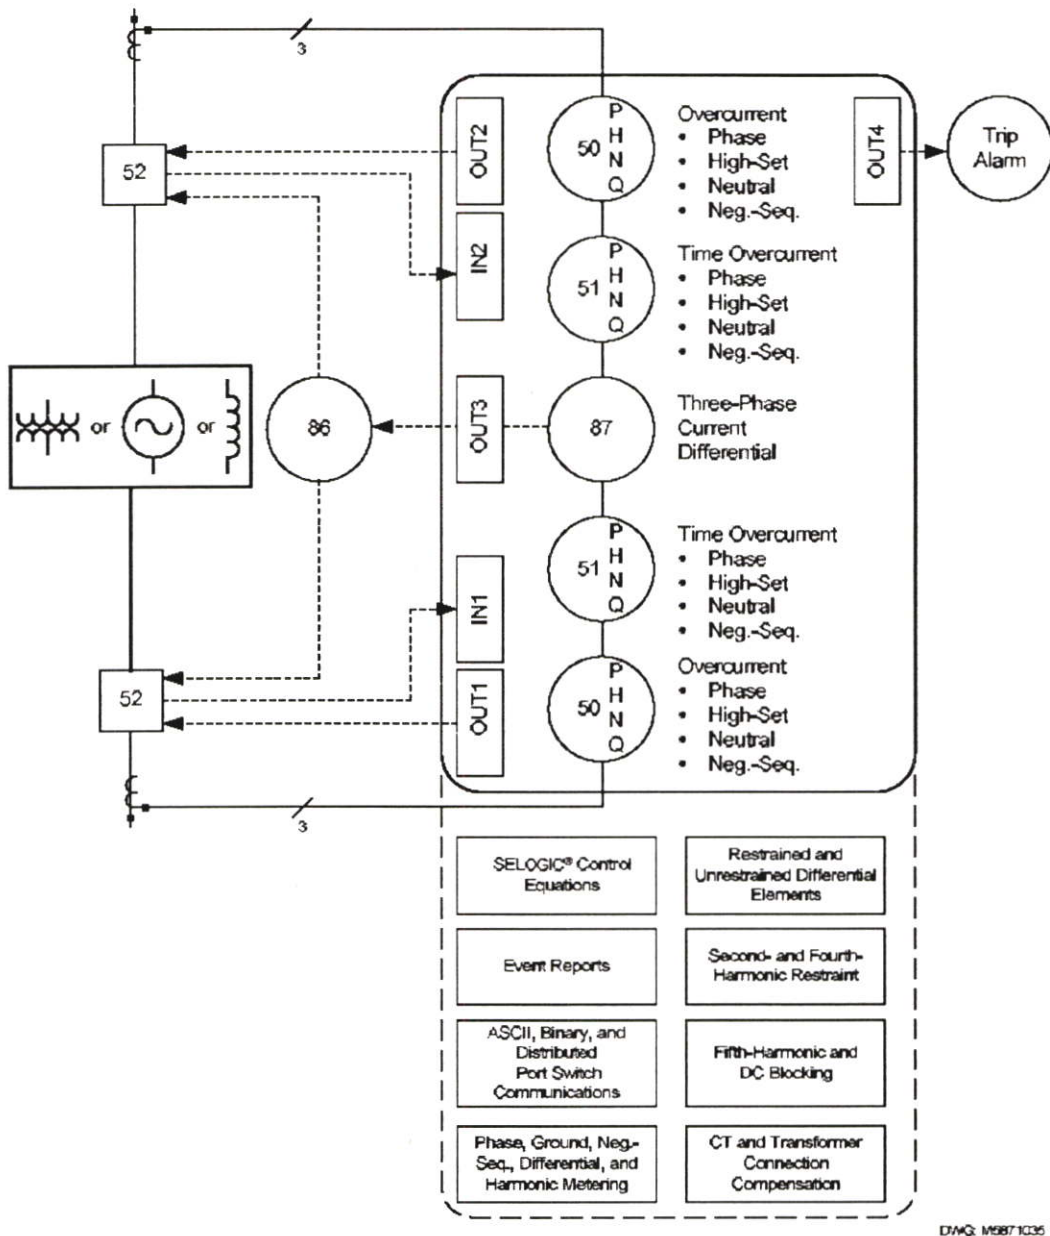 3
52
OUT2
IN2
50
P
H
N
Q
Overcurrent
• Phase
• High-Set
• Neutral
• Neg.-Seq.
OUT4
Trip
Alarm
51
P
H
N
Q
Time Overcurrent
• Phase
• High-Set
• Neutral
• Neg.-Seq.
or
or
86
OUT3
87
Three-Phase
Current
Differential
IN1
51
P
H
N
Q
Time Overcurrent
• Phase
• High-Set
• Neutral
• Neg.-Seq.
52
OUT1
50
P
H
N
Q
Overcurrent
• Phase
• High-Set
• Neutral
• Neg.-Seq.
3
SELOGIC® Control
Equations
Restrained and
Unrestrained Differential
Elements
Event Reports
Second- and Fourth-
Harmonic Restraint
ASCII, Binary, and
Distributed
Port Switch
Communications
Fifth-Harmonic and
DC Blocking
Phase, Ground, Neg.-
Seq., Differential, and
Harmonic Metering
CT and Transformer
Connection
Compensation
DWG: M5871035